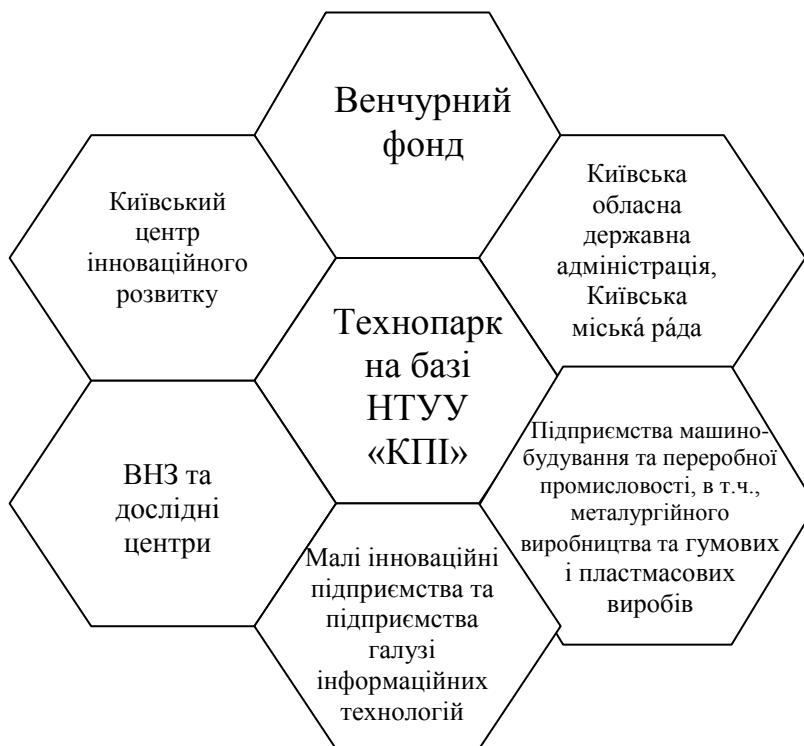 Венчурний
фонд
Київський
центр
інноваційного
розвитку
Київська
обласна
державна
адміністрація,
Київська
міська́ ра́да
Технопарк
на базі
НТУУ
«КПІ»
ВНЗ та
дослідні
центри
Підприємства машино-
будування та переробної
промисловості, в т.ч.,
металургійного
виробництва та гумових
і пластмасових
виробів
Малі інноваційні
підприємства та
підприємства
галузі
інформаційних
технологій